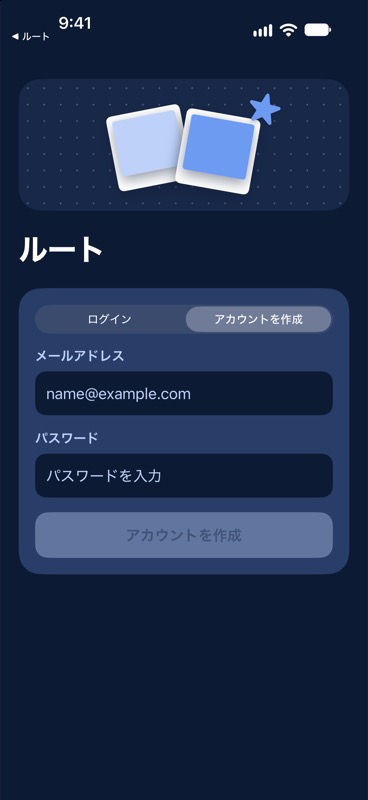 9:41
◀ ルート
ルート
ログイン
アカウントを作成
メールアドレス
name@example.com
パスワード
パスワードを入力
アカウントを作成